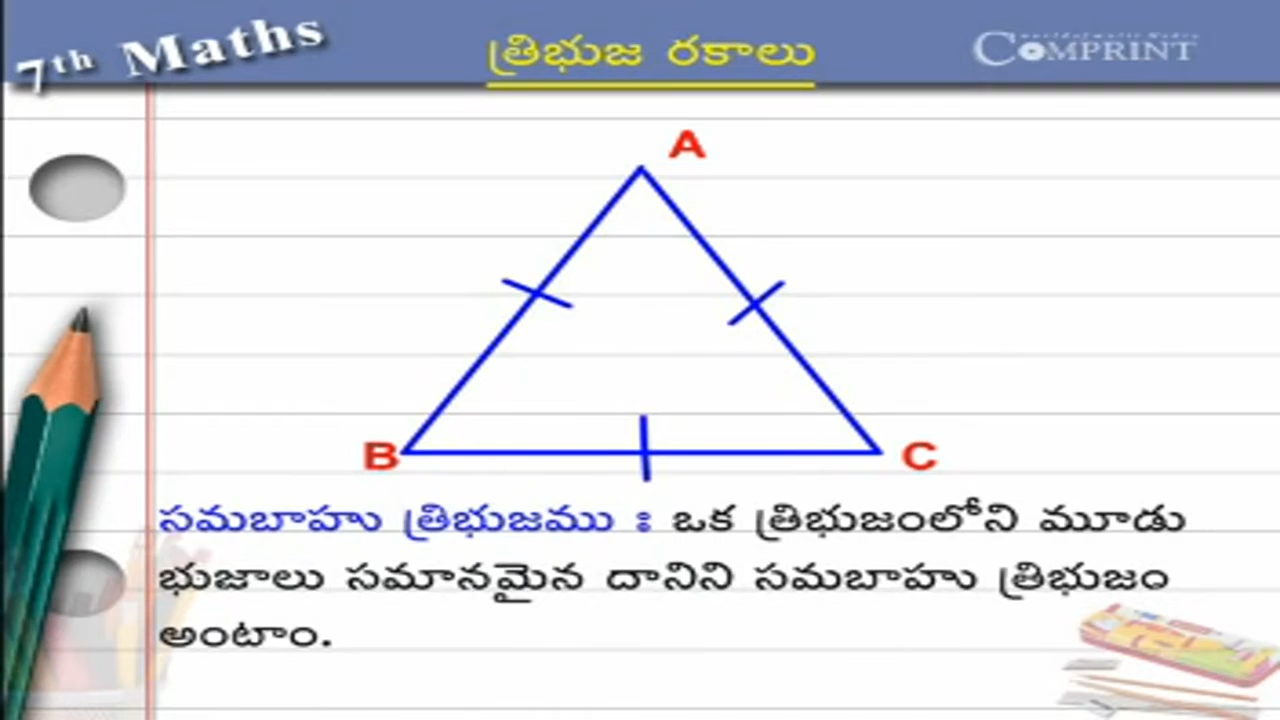 7th Maths
త్రిభుజ రకాలు
COMPRINT
A
B
C
సమబాహు త్రిభుజము : ఒక త్రిభుజంలోని మూడు
భుజాలు సమానమైన దానిని సమబాహు త్రిభుజం
అంటాం.